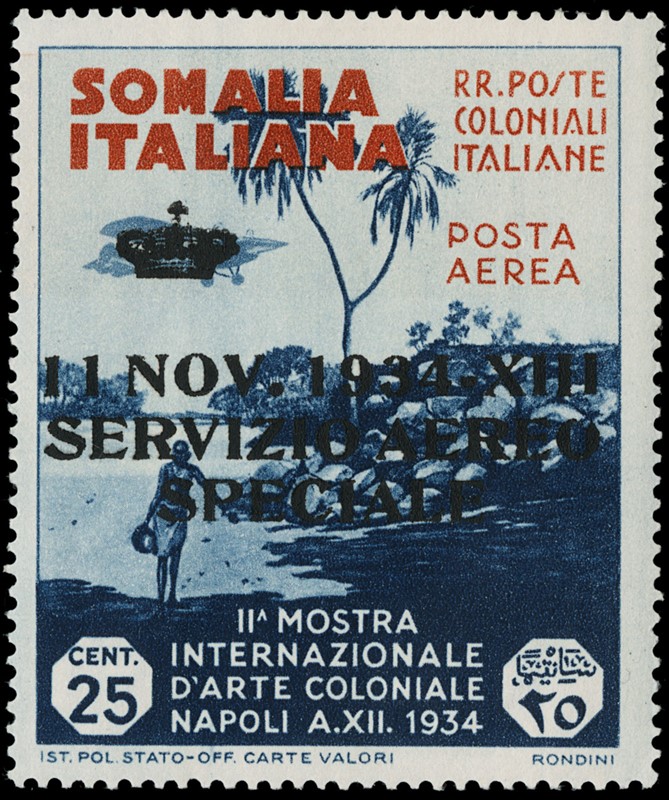 SOMALIA
ITALIANA
RR. POSTE
COLONIALI
ITALIANE
POSTA
AEREA
11 NOV. 1934-XIII
SERVIZIO AEREO
SPECIALE
IIᴬ MOSTRA
INTERNAZIONALE
D'ARTE COLONIALE
NAPOLI A.XII. 1934
CENT.
25
٢٥
IST. POL. STATO-OFF. CARTE VALORI
RONDINI